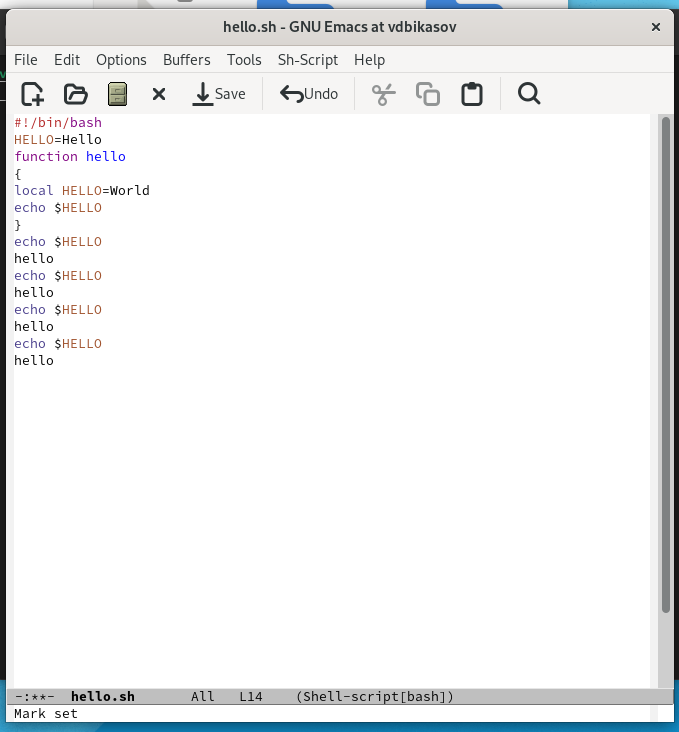 hello.sh - GNU Emacs at vdbikasov
File Edit Options Buffers Tools Sh-Script Help
Save Undo
#!/bin/bash
HELLO=Hello
function hello
{
local HELLO=World
echo $HELLO
}
echo $HELLO
hello
echo $HELLO
hello
echo $HELLO
hello
echo $HELLO
hello
-:**- hello.sh All L14 (Shell-script[bash])
Mark set